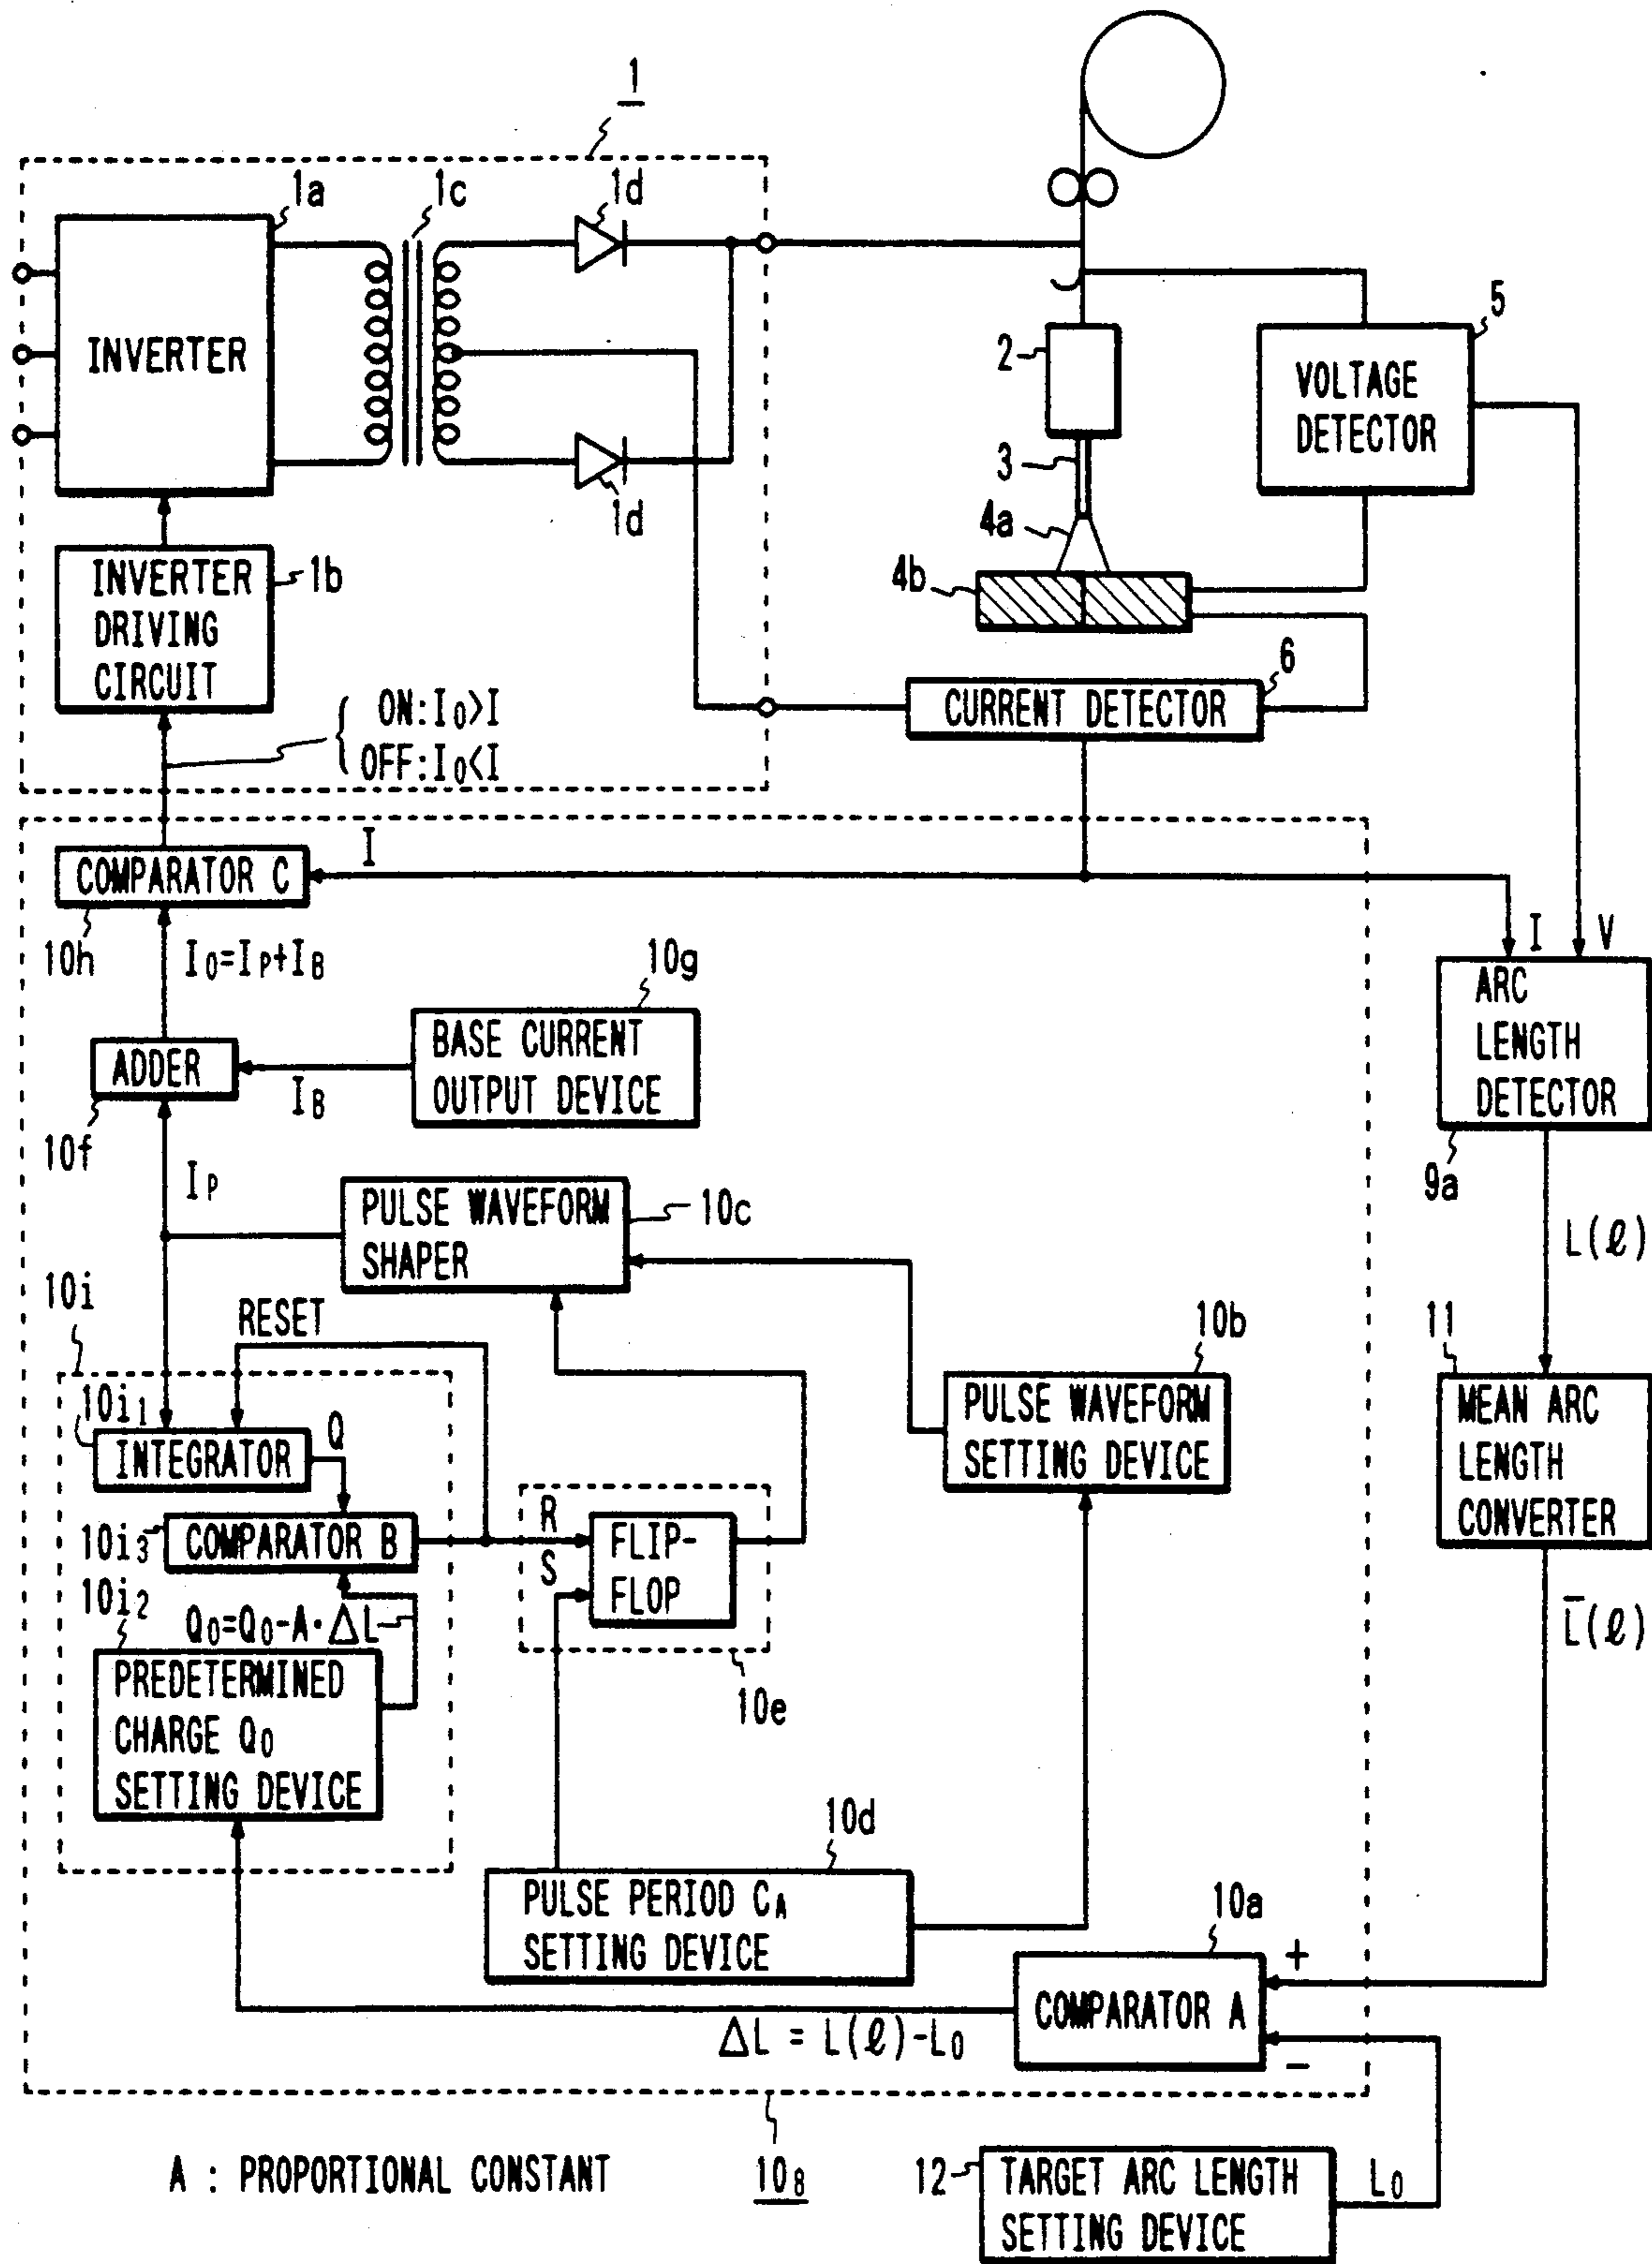 1
1a
1c
1d
INVERTER
5
2
VOLTAGE
DETECTOR
3
1d
4a
INVERTER
DRIVING
CIRCUIT
1b
4b
6
CURRENT DETECTOR
ON:I₀>I
OFF:I₀<I
COMPARATOR C
I
10h
I₀=Iₚ+I_B
I
V
10g
ARC
LENGTH
DETECTOR
BASE CURRENT
OUTPUT DEVICE
ADDER
I_B
10f
9a
Iₚ
PULSE WAVEFORM
SHAPER
10c
L(ℓ)
10i
RESET
10b
11
10i₁
PULSE WAVEFORM
SETTING DEVICE
MEAN ARC
LENGTH
CONVERTER
INTEGRATOR
Q
R
S
FLIP-
FLOP
10i₃
COMPARATOR B
10i₂
Q₀=Q₀-A·ΔL
L̄(ℓ)
PREDETERMINED
CHARGE Q₀
SETTING DEVICE
10e
10d
PULSE PERIOD C_A
SETTING DEVICE
10a
+
COMPARATOR A
ΔL = L(ℓ)-L₀
−
A : PROPORTIONAL CONSTANT
10₈
12
TARGET ARC LENGTH
SETTING DEVICE
L₀